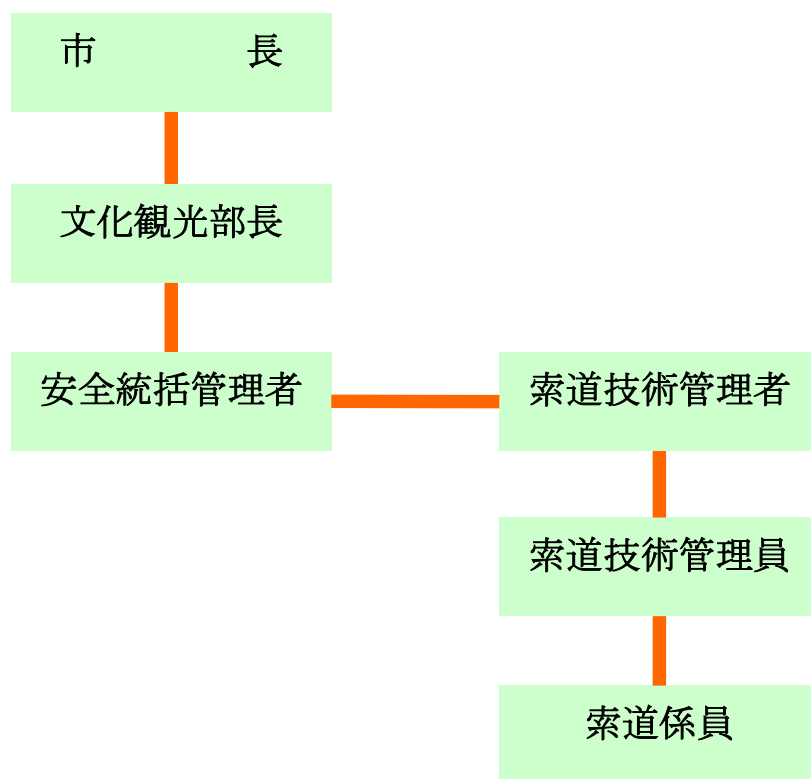 市　　　　長
文化観光部長
安全統括管理者
索道技術管理者
索道技術管理員
索道係員